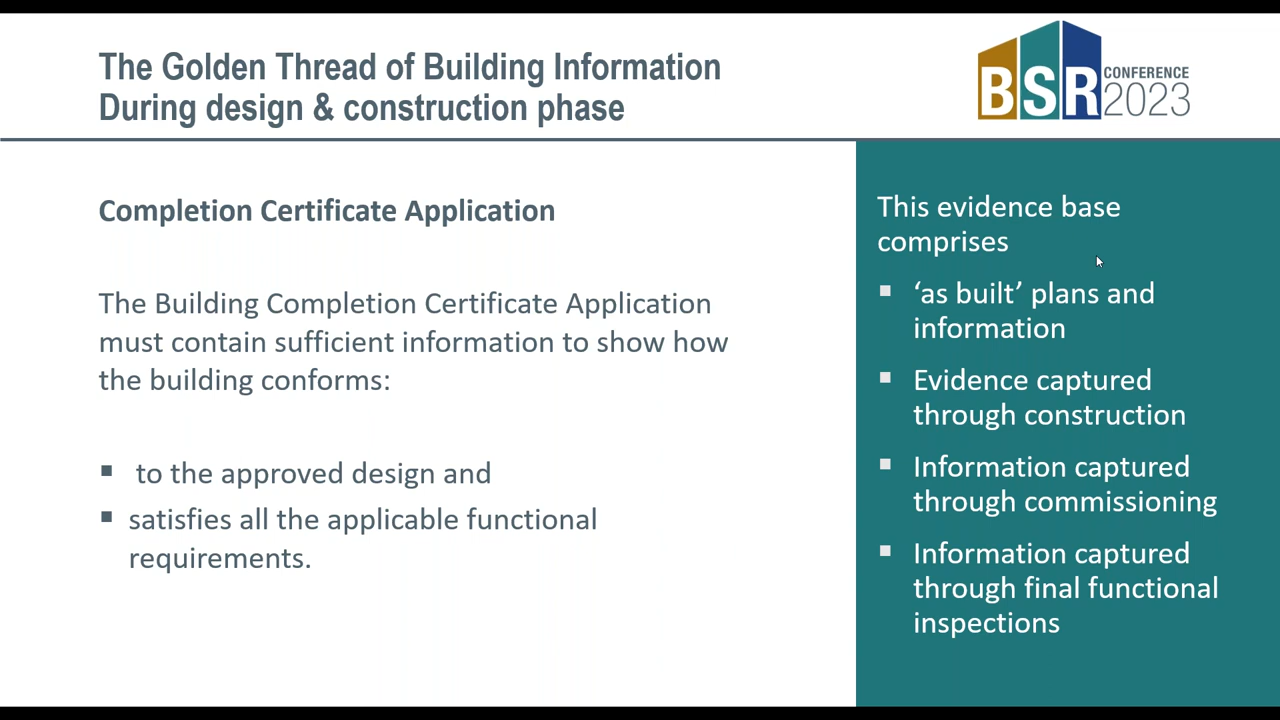 The Golden Thread of Building Information
During design & construction phase
BSR CONFERENCE
2023
Completion Certificate Application
The Building Completion Certificate Application
must contain sufficient information to show how
the building conforms:
▪ to the approved design and
▪ satisfies all the applicable functional
requirements.
This evidence base
comprises
▪ ‘as built’ plans and
information
▪ Evidence captured
through construction
▪ Information captured
through commissioning
▪ Information captured
through final functional
inspections